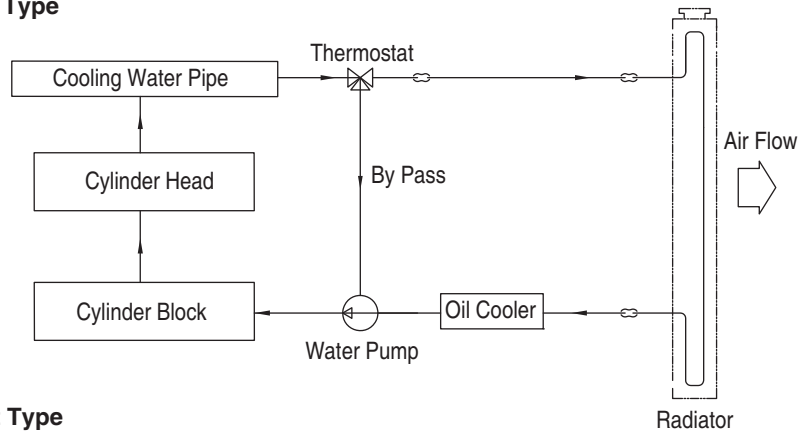 Type
Thermostat
Cooling Water Pipe
Air Flow
Cylinder Head
By Pass
Cylinder Block
Oil Cooler
Water Pump
Type
Radiator